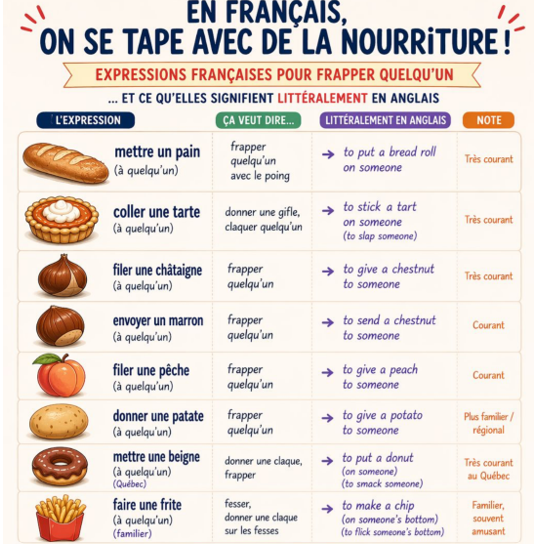 EN FRANÇAIS,
ON SE TAPE AVEC DE LA NOURRiTURE !
EXPRESSIONS FRANÇAISES POUR FRAPPER QUELQU'UN
... ET CE QU'ELLES SIGNIFIENT LITTÉRALEMENT EN ANGLAIS
L'EXPRESSION
ÇA VEUT DIRE...
LITTÉRALEMENT EN ANGLAIS
NOTE
mettre un pain
(à quelqu'un)
frapper
quelqu'un
avec le poing
→ to put a bread roll
on someone
Très courant
coller une tarte
(à quelqu'un)
donner une gifle,
claquer quelqu'un
→ to stick a tart
on someone
(to slap someone)
Très courant
filer une châtaigne
(à quelqu'un)
frapper
quelqu'un
→ to give a chestnut
to someone
Très courant
envoyer un marron
(à quelqu'un)
frapper
quelqu'un
→ to send a chestnut
to someone
Courant
filer une pêche
(à quelqu'un)
frapper
quelqu'un
→ to give a peach
to someone
Courant
donner une patate
(à quelqu'un)
frapper
quelqu'un
→ to give a potato
to someone
Plus familier /
régional
mettre une beigne
(à quelqu'un)
(Québec)
donner une claque,
frapper
→ to put a donut
(on someone)
(to smack someone)
Très courant
au Québec
faire une frite
(à quelqu'un)
(familier)
fesser,
donner une claque
sur les fesses
→ to make a chip
(on someone's bottom)
(to flick someone's bottom)
Familier,
souvent
amusant